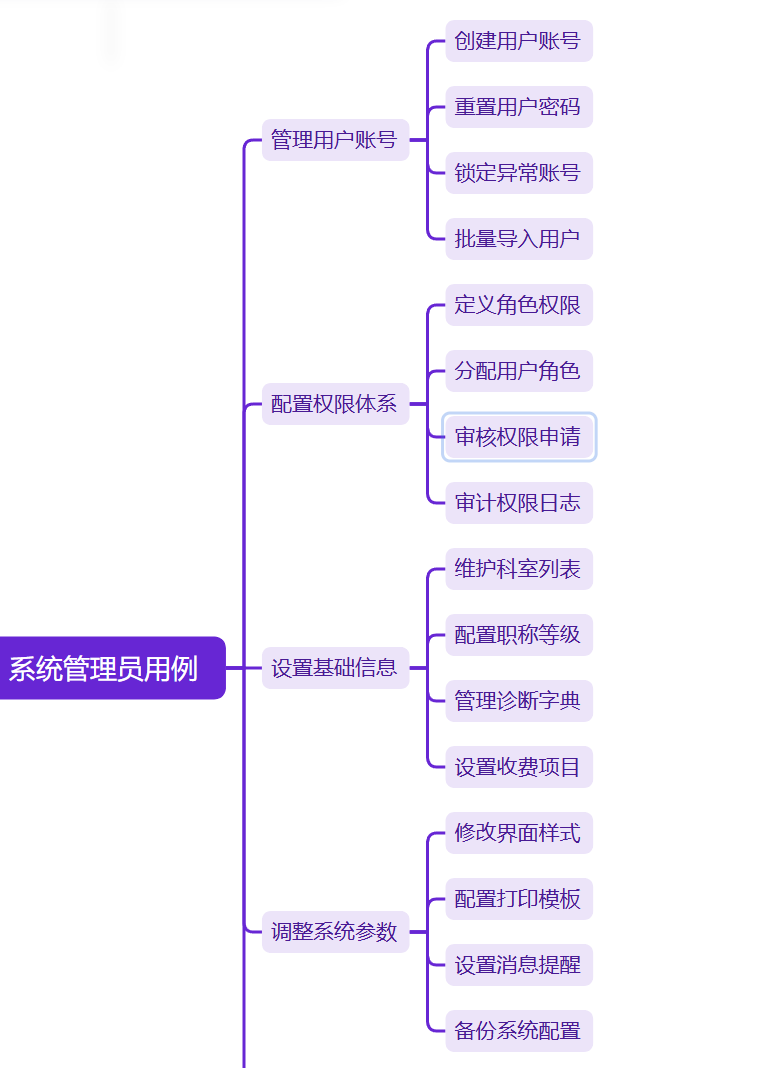 系统管理员用例
管理用户账号
创建用户账号
重置用户密码
锁定异常账号
批量导入用户
配置权限体系
定义角色权限
分配用户角色
审核权限申请
审计权限日志
设置基础信息
维护科室列表
配置职称等级
管理诊断字典
设置收费项目
调整系统参数
修改界面样式
配置打印模板
设置消息提醒
备份系统配置